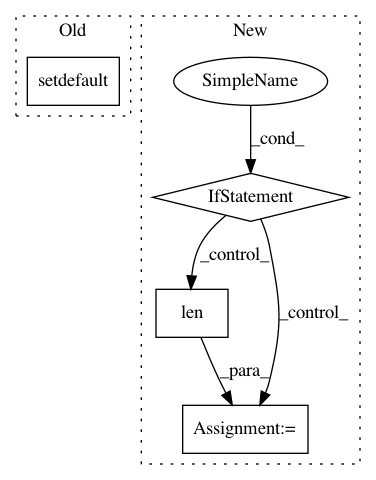 Old
New
setdefault
SimpleName
_cond_
IfStatement
_control_
_control_
len
_para_
Assignment:=